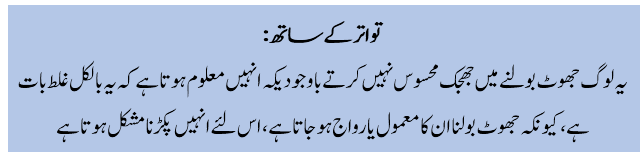 تواتر کے ساتھ:
یہ لوگ جھوٹ بولنے میں جھجک محسوس نہیں کرتے باوجودیکہ انہیں معلوم ہوتا ہے کہ یہ بالکل غلط بات
ہے، کیونکہ جھوٹ بولنا ان کا معمول یا رواج ہو جاتا ہے، اس لئے انہیں پکڑنا مشکل ہوتا ہے